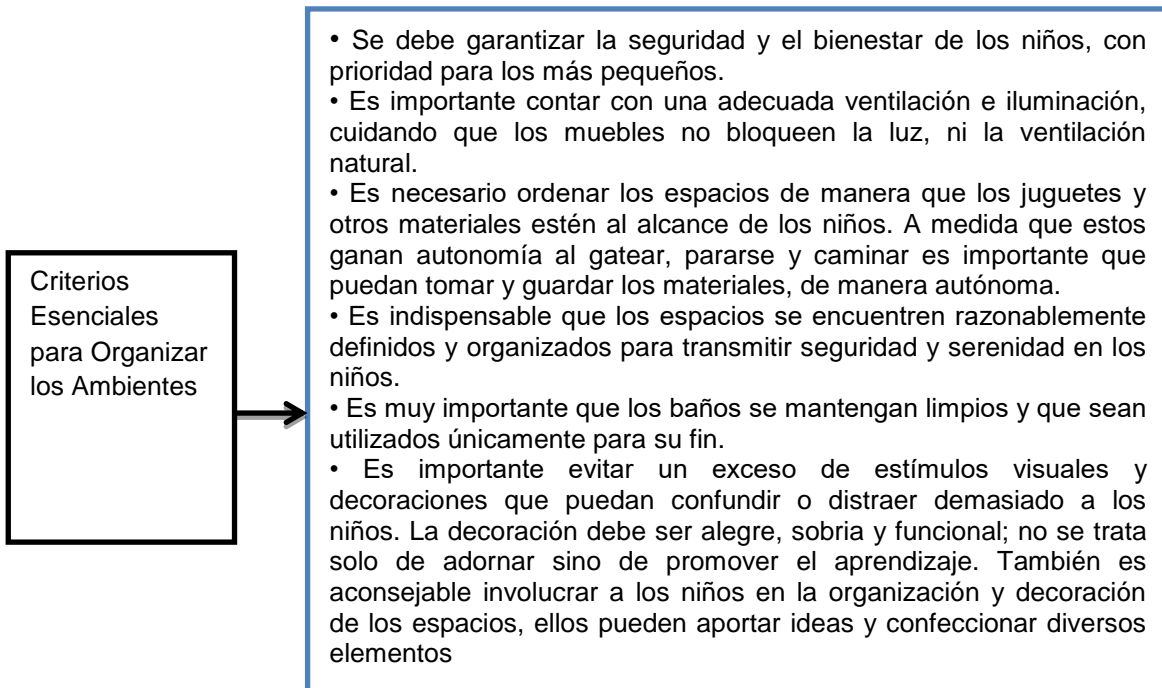 Criterios
Esenciales
para Organizar
los Ambientes
• Se debe garantizar la seguridad y el bienestar de los niños, con
prioridad para los más pequeños.
• Es importante contar con una adecuada ventilación e iluminación,
cuidando que los muebles no bloqueen la luz, ni la ventilación
natural.
• Es necesario ordenar los espacios de manera que los juguetes y
otros materiales estén al alcance de los niños. A medida que estos
ganan autonomía al gatear, pararse y caminar es importante que
puedan tomar y guardar los materiales, de manera autónoma.
• Es indispensable que los espacios se encuentren razonablemente
definidos y organizados para transmitir seguridad y serenidad en los
niños.
• Es muy importante que los baños se mantengan limpios y que sean
utilizados únicamente para su fin.
• Es importante evitar un exceso de estímulos visuales y
decoraciones que puedan confundir o distraer demasiado a los
niños. La decoración debe ser alegre, sobria y funcional; no se trata
solo de adornar sino de promover el aprendizaje. También es
aconsejable involucrar a los niños en la organización y decoración
de los espacios, ellos pueden aportar ideas y confeccionar diversos
elementos